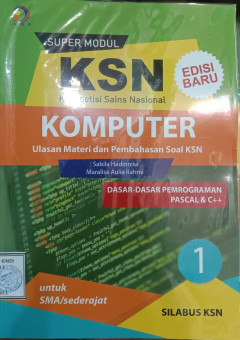 SUPER MODUL
KSN
Kompetisi Sains Nasional
EDISI
BARU
KOMPUTER
Ulasan Materi dan Pembahasan Soal KSN
Sabila Hadinnisa
Maralisa Aulia Rahmi
DASAR-DASAR PEMROGRAMAN
PASCAL & C++
1
untuk
SMA/sederajat
SILABUS KSN